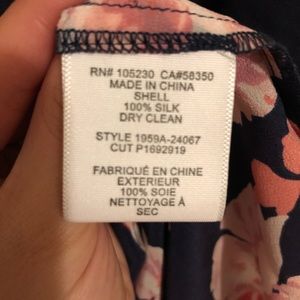 RN# 105230 CA#58350
MADE IN CHINA
SHELL
100% SILK
DRY CLEAN
STYLE 1959A-24067
CUT P1692919
FABRIQUÉ EN CHINE
EXTERIEUR
100% SOIE
NETTOYAGE À
SEC